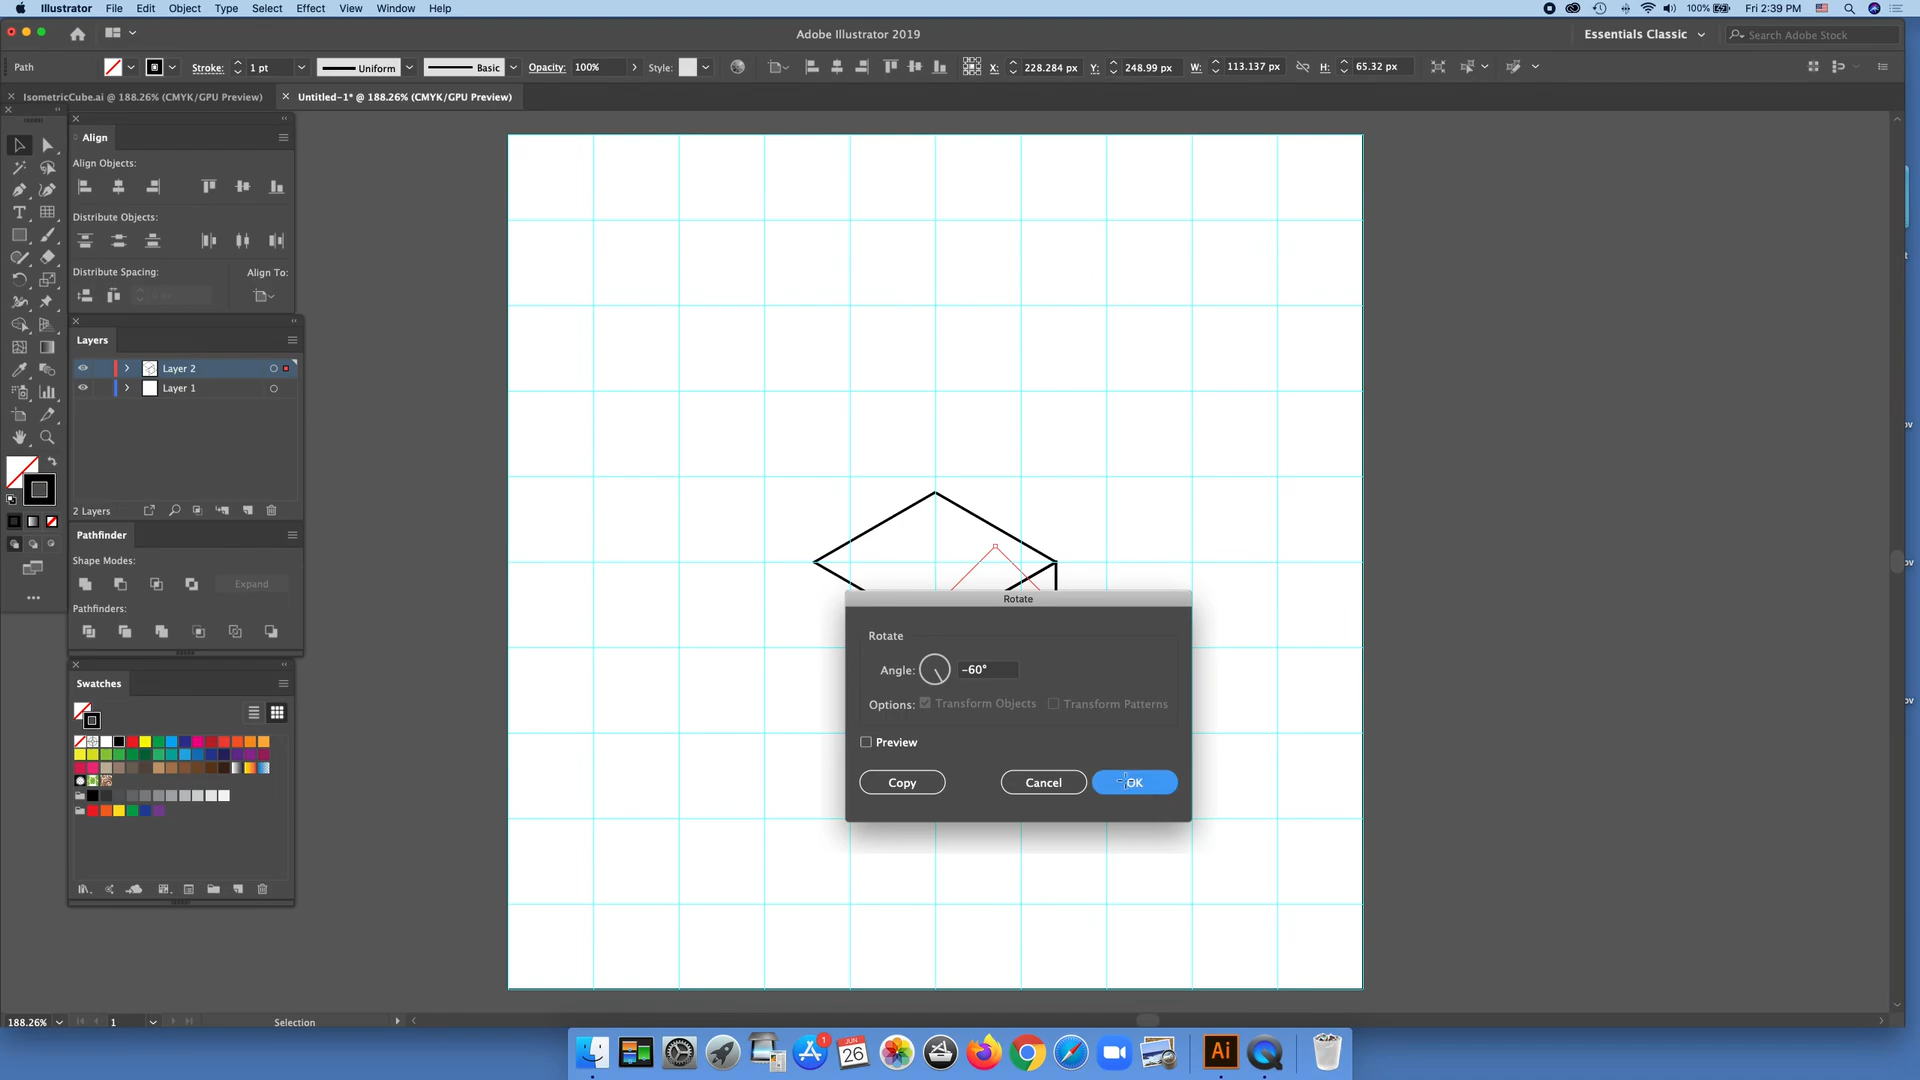 Illustrator File Edit Object Type Select Effect View Window Help
100% Fri 2:39 PM
Adobe Illustrator 2019
Essentials Classic
Search Adobe Stock
Path
Stroke: 1 pt
Uniform
Basic
Opacity: 100%
Style:
X: 228.284 px
Y: 248.99 px
W: 113.137 px
H: 65.32 px
IsometricCube.ai @ 188.26% (CMYK/GPU Preview)
Untitled-1* @ 188.26% (CMYK/GPU Preview)
Align
Align Objects:
Distribute Objects:
Distribute Spacing:
Align To:
Layers
Layer 2
Layer 1
2 Layers
Pathfinder
Shape Modes:
Expand
Pathfinders:
Swatches
Rotate
Rotate
Angle: -60°
Options: Transform Objects Transform Patterns
Preview
Copy
Cancel
OK
188.26%
1
Selection
1
JUN
26
Ai